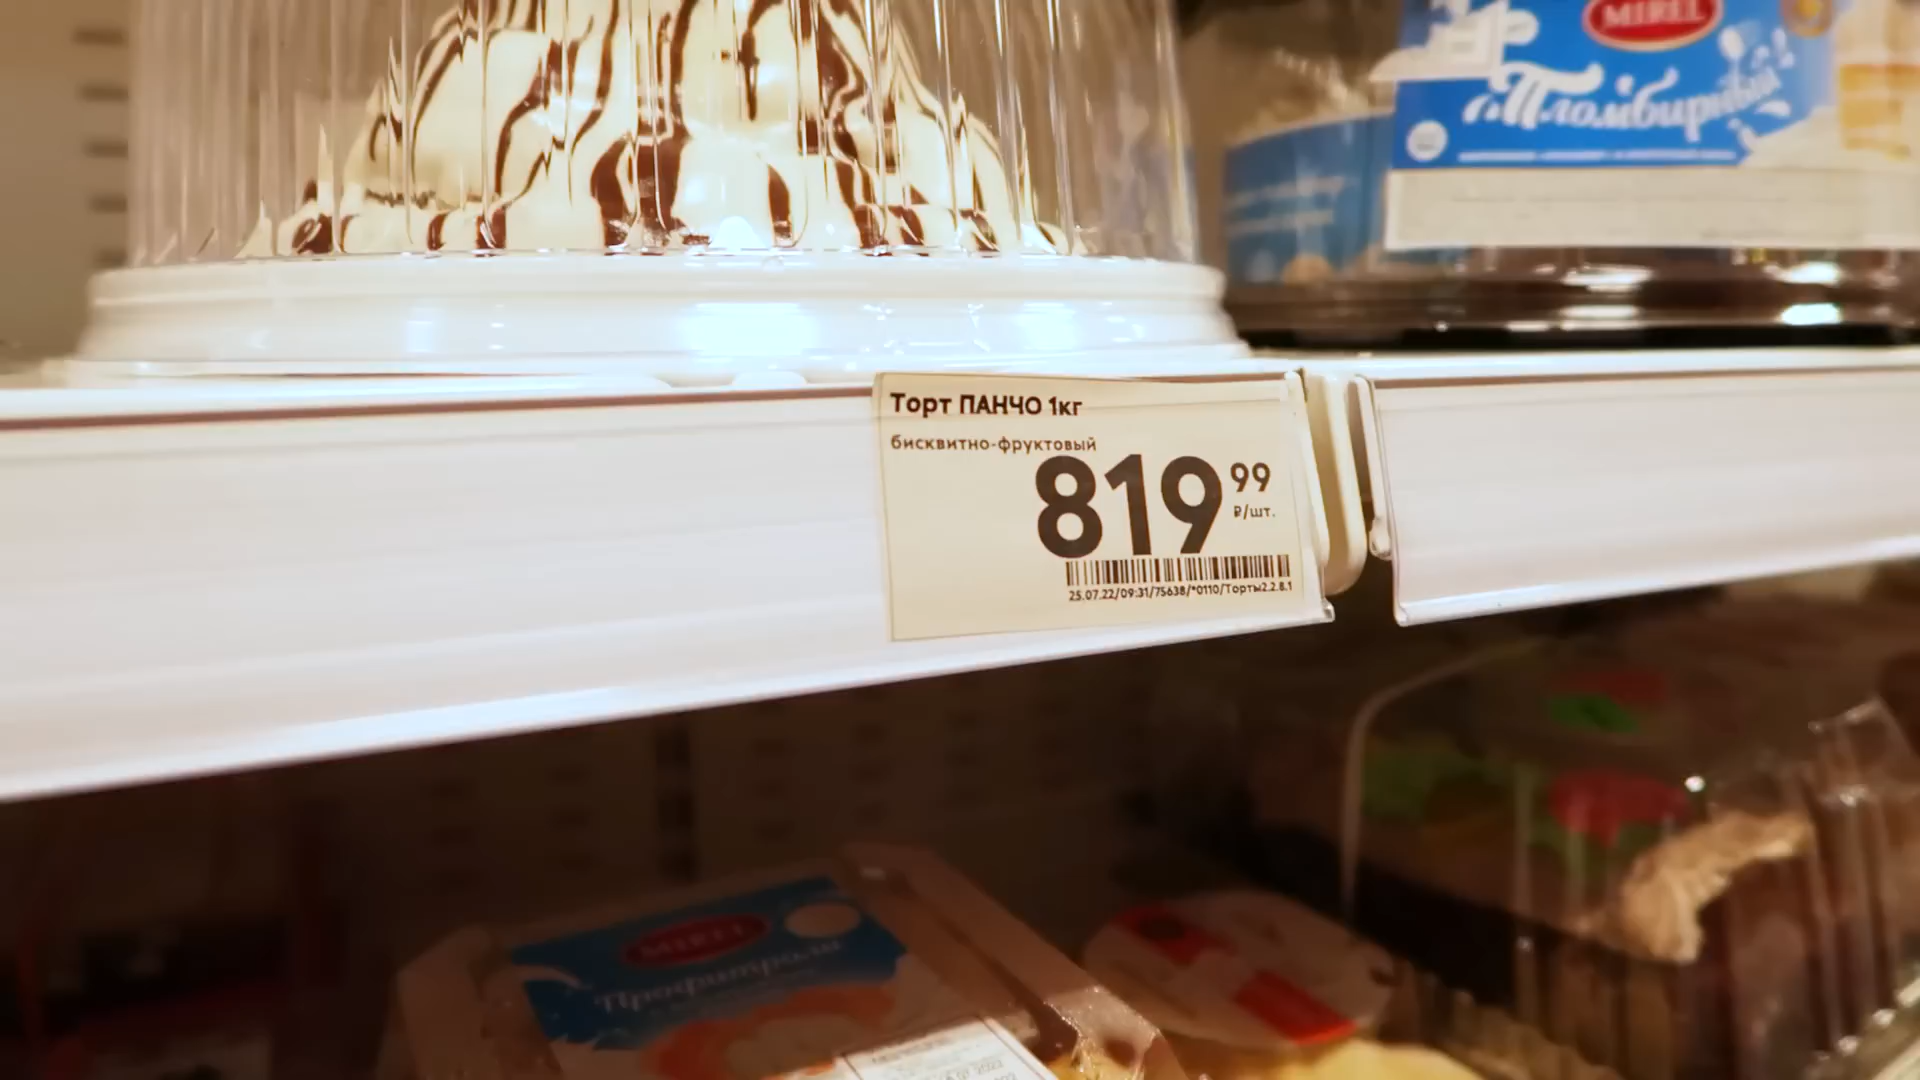 MIREL
Пломбирный
Торт ПАНЧО 1кг
бисквитно-фруктовый
819 99
₽/шт.
25.07.22/09:31/75638/*0110/Торты2.2.8.1
MIREL
Профитроли